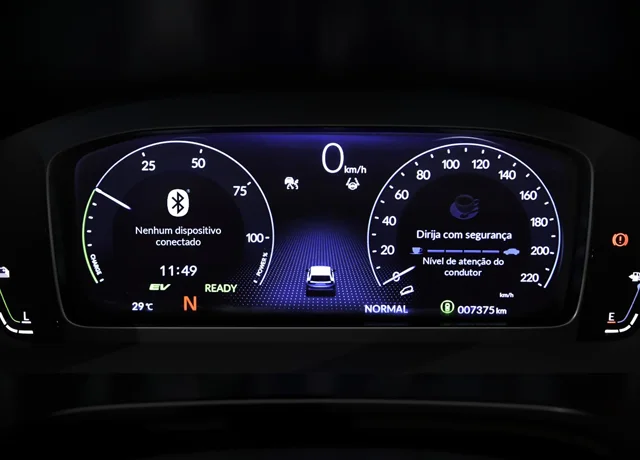 0 km/h
25
50
75
100
CHARGE
POWER %
Nenhum dispositivo
conectado
11:49
EV
READY
29°C
N
0
20
40
60
80
100
120
140
160
180
200
220
km/h
Dirija com segurança
Nível de atenção do
condutor
NORMAL
007375 km
L
E